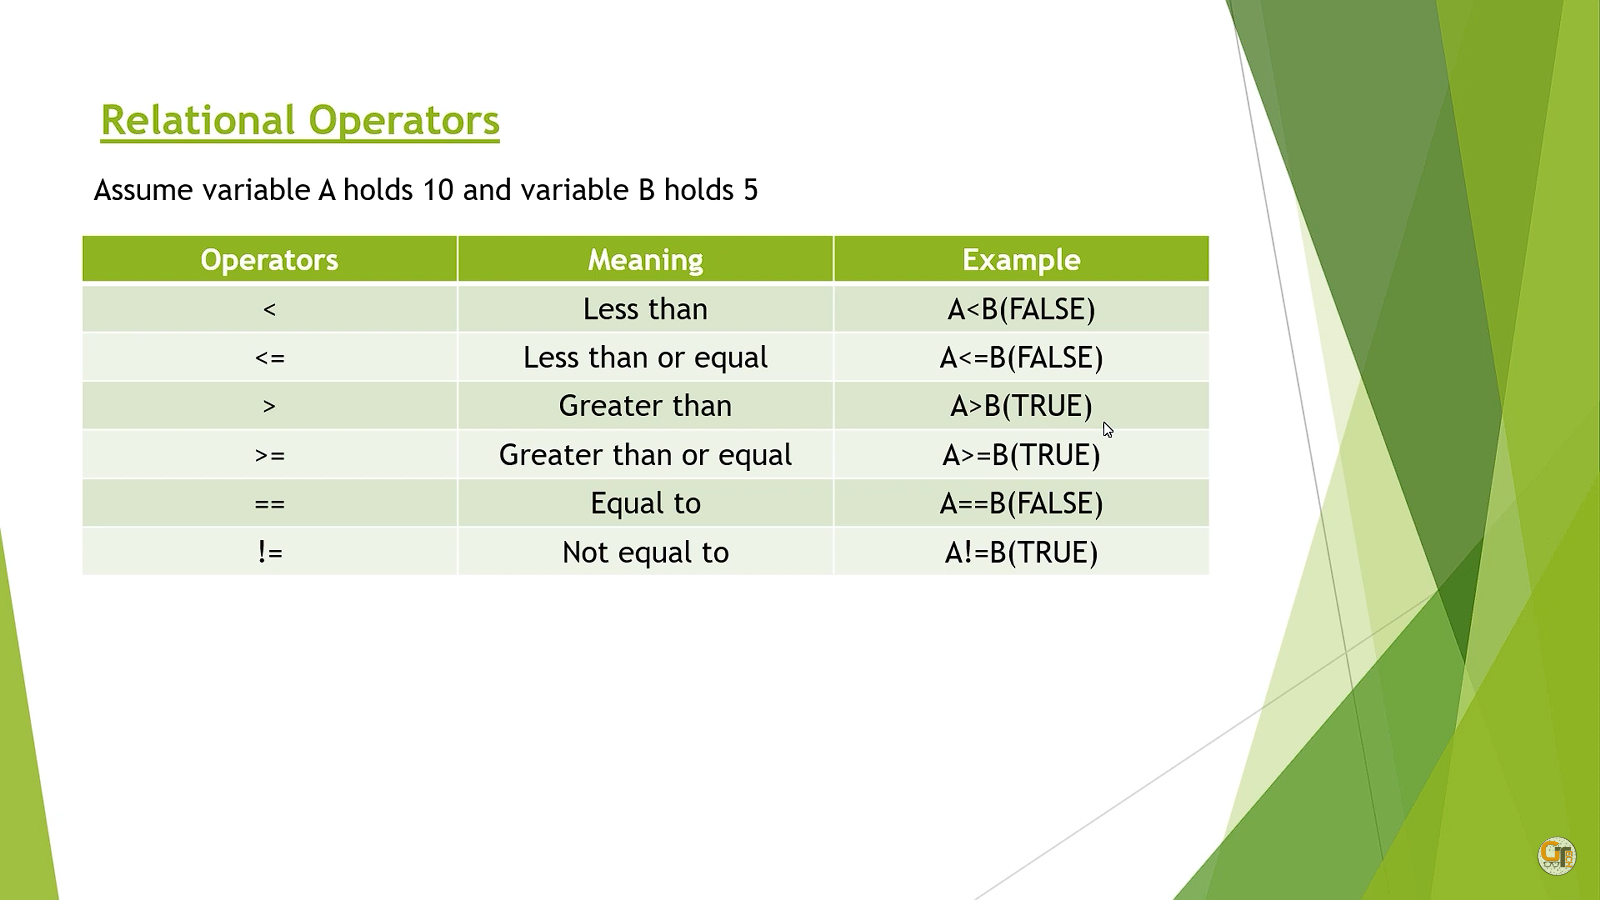 Relational Operators
Assume variable A holds 10 and variable B holds 5
Operators Meaning Example
< Less than A<B(FALSE)
<= Less than or equal A<=B(FALSE)
> Greater than A>B(TRUE)
>= Greater than or equal A>=B(TRUE)
== Equal to A==B(FALSE)
!= Not equal to A!=B(TRUE)